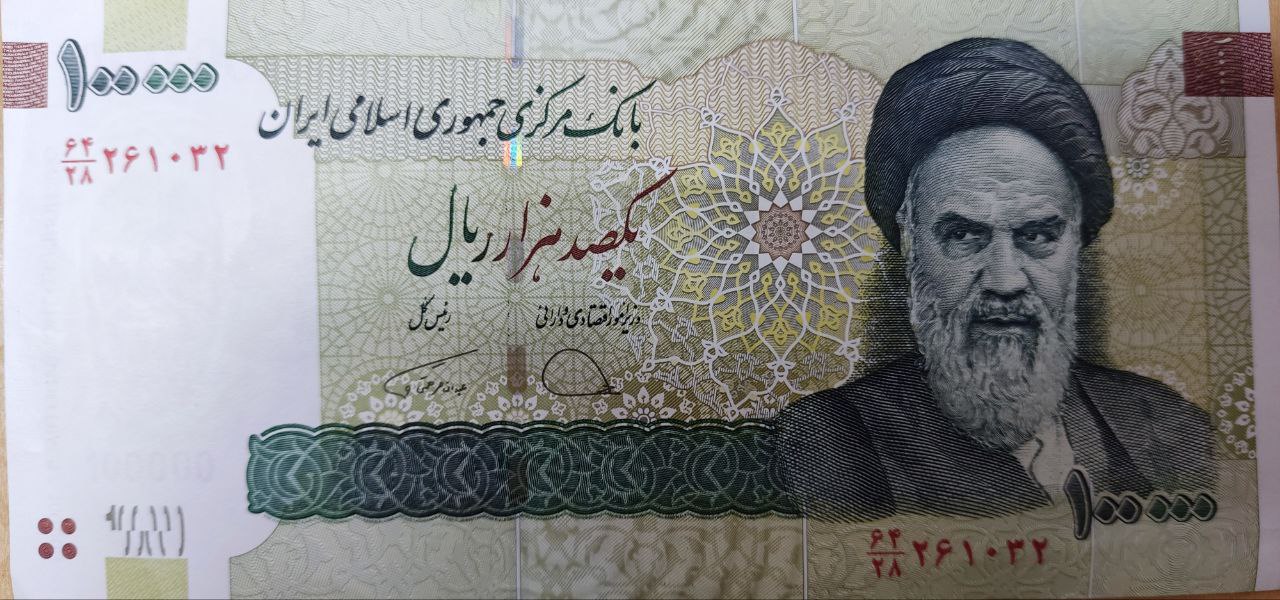 ۱۰۰۰۰۰
بانک مرکزی جمهوری اسلامی ایران
۶۴/۲۸ ۲۶۱۰۳۲
یکصد هزار ریال
وزیر امور اقتصادی و دارائی
رئیس کل
۱۰۰۰۰۰
۶۴/۲۸ ۲۶۱۰۳۲